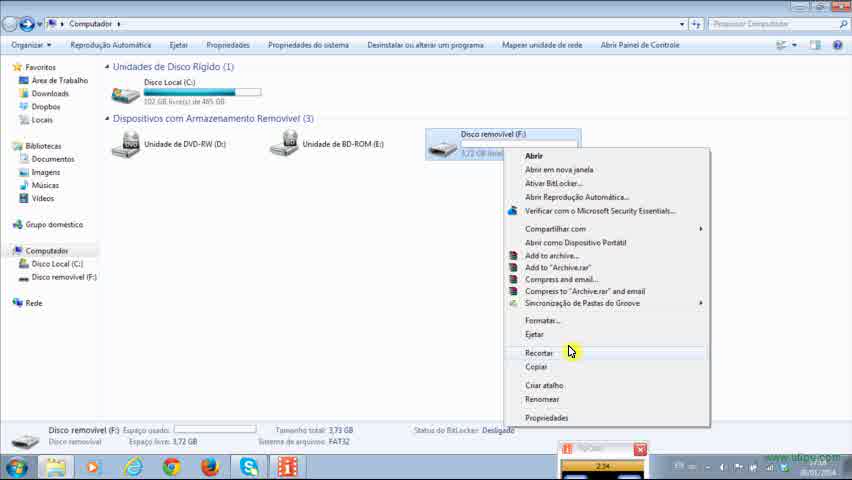 Computador
Pesquisar Computador
Organizar
Reprodução Automática
Ejetar
Propriedades
Propriedades do sistema
Desinstalar ou alterar um programa
Mapear unidade de rede
Abrir Painel de Controle
Favoritos
Área de Trabalho
Downloads
Dropbox
Locais
Bibliotecas
Documentos
Imagens
Músicas
Vídeos
Grupo doméstico
Computador
Disco Local (C:)
Disco removível (F:)
Rede
Unidades de Disco Rígido (1)
Disco Local (C:)
102 GB livre(s) de 465 GB
Dispositivos com Armazenamento Removível (3)
Unidade de DVD-RW (D:)
Unidade de BD-ROM (E:)
Disco removível (F:)
3,72 GB livre
Abrir
Abrir em nova janela
Ativar BitLocker...
Abrir Reprodução Automática...
Verificar com o Microsoft Security Essentials...
Compartilhar com
Abrir como Dispositivo Portátil
Add to archive...
Add to "Archive.rar"
Compress and email...
Compress to "Archive.rar" and email
Sincronização de Pastas do Groove
Formatar...
Ejetar
Recortar
Copiar
Criar atalho
Renomear
Propriedades
Disco removível (F:)
Disco removível
Espaço usado:
Espaço livre: 3,72 GB
Tamanho total: 3,73 GB
Sistema de arquivos: FAT32
Status do BitLocker: Desligado
2:34
www.utipu.com